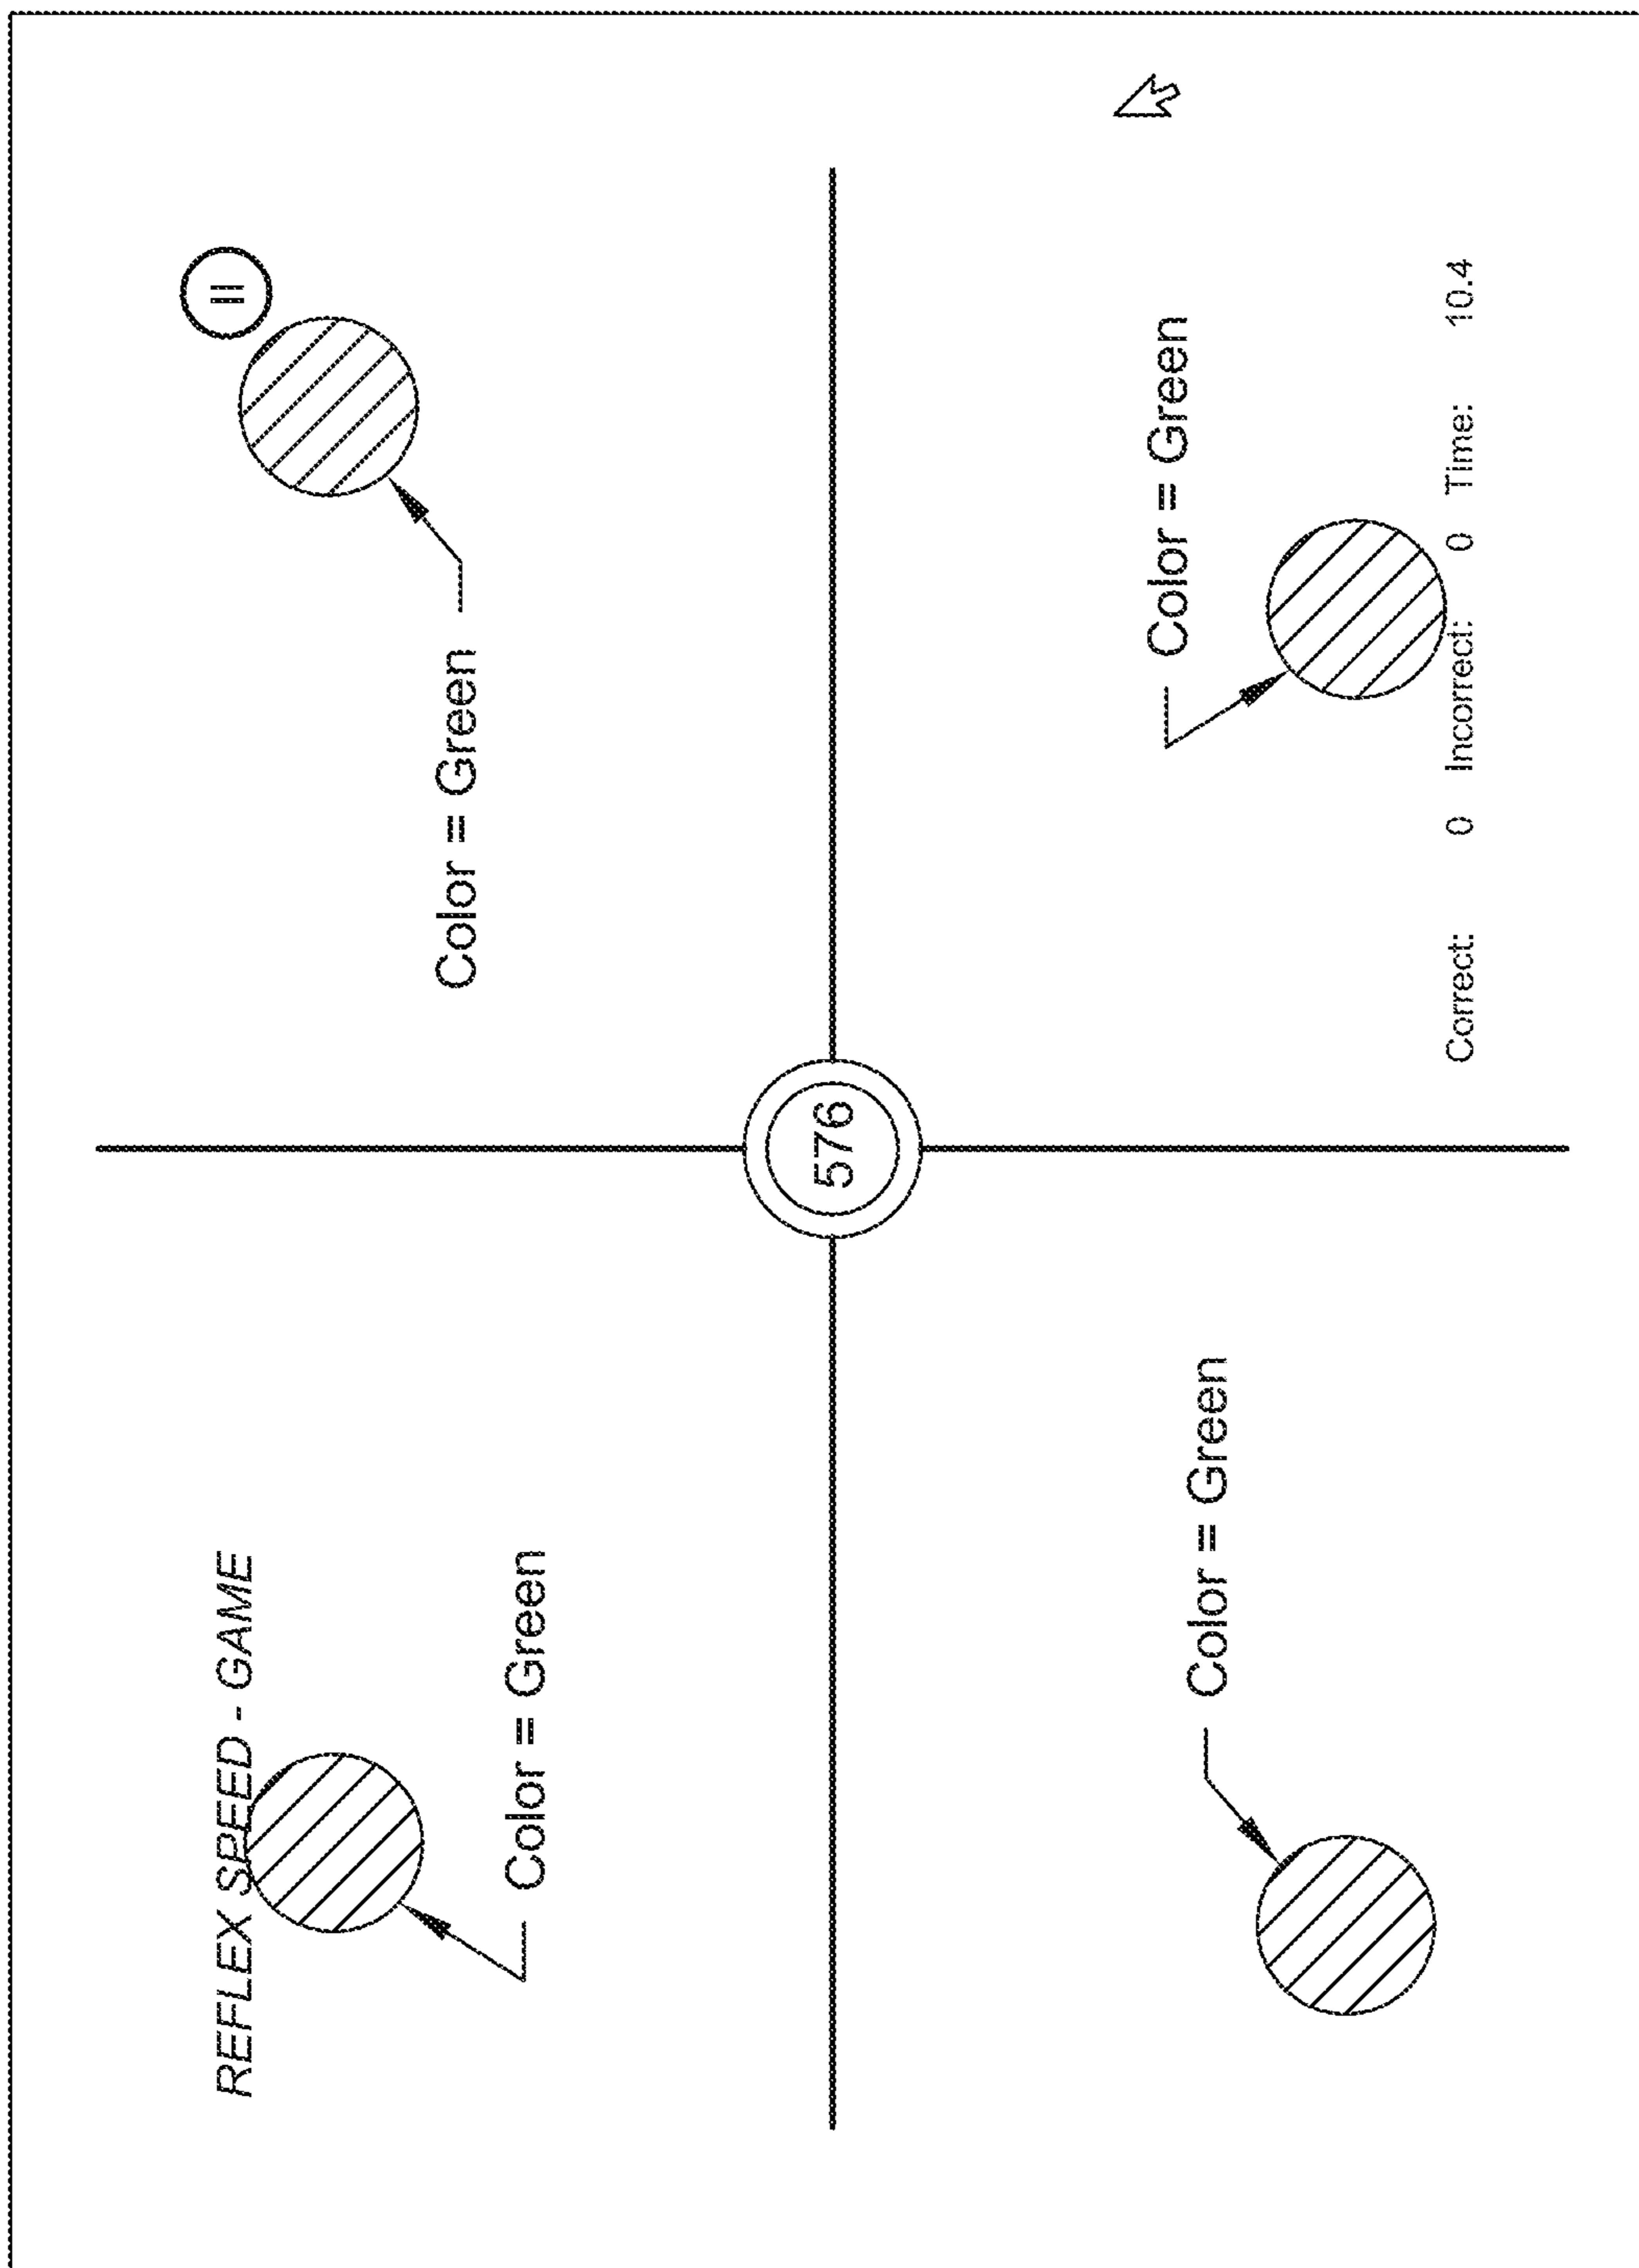 REFLEX SPEED - GAME
II
Color = Green
Color = Green
576
Color = Green
Color = Green
Correct: 0 Incorrect: 0 Time: 10.4